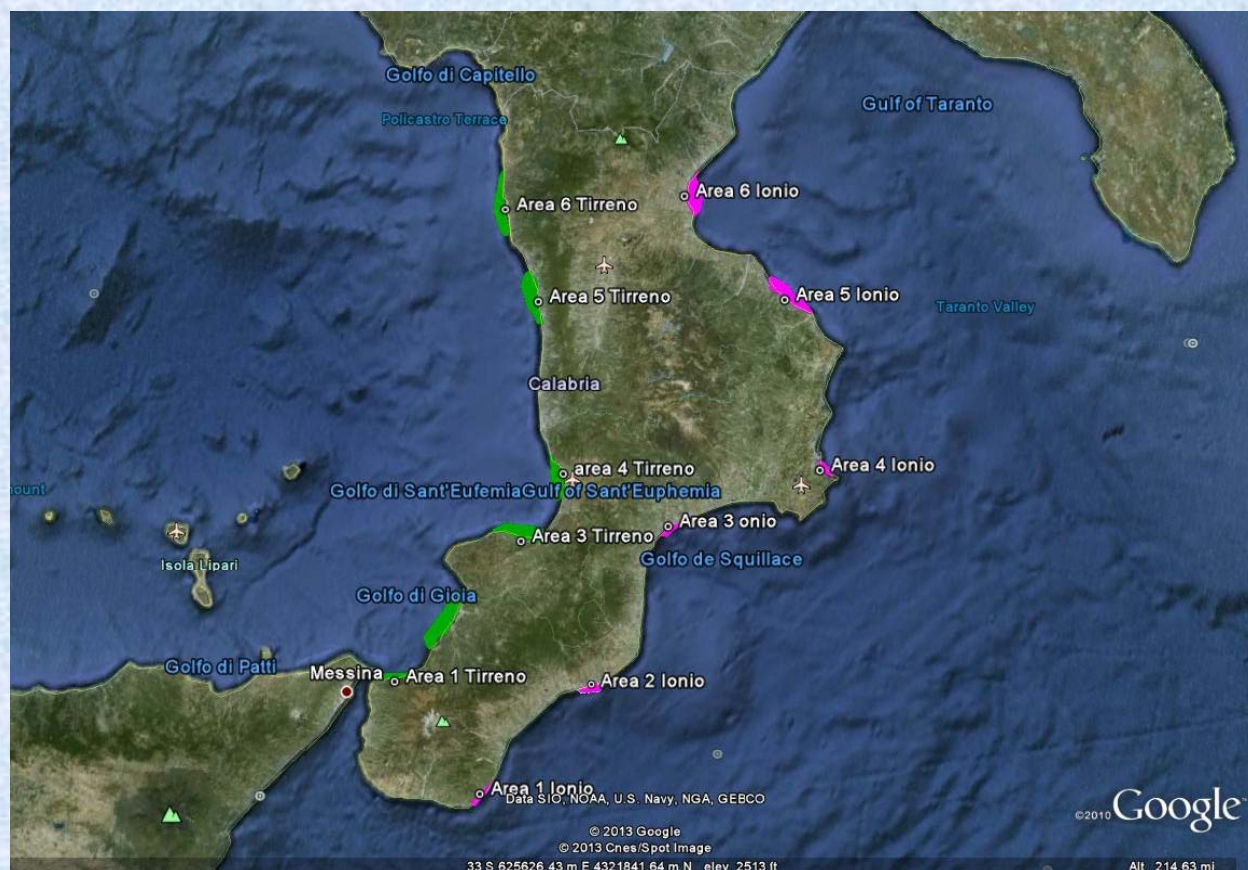 Golfo di Capitello
Gulf of Taranto
Policastro Terrace
Area 6 Ionio
Area 6 Tirreno
Area 5 Ionio
Area 5 Tirreno
Taranto Valley
Calabria
area 4 Tirreno
Area 4 Ionio
ount
Golfo di Sant'EufemiaGulf of Sant'Euphemia
Area 3 onio
Area 3 Tirreno
Isola Lipari
Golfo de Squillace
Golfo di Gioia
Golfo di Patti
Messina
Area 1 Tirreno
Area 2 Ionio
Area 1 Ionio
Data SIO, NOAA, U.S. Navy, NGA, GEBCO
©2010 Google
© 2013 Google
© 2013 Cnes/Spot Image
33 S 625626.43 m E 4321841.64 m N elev 2513 ft
Alt 214.63 mi